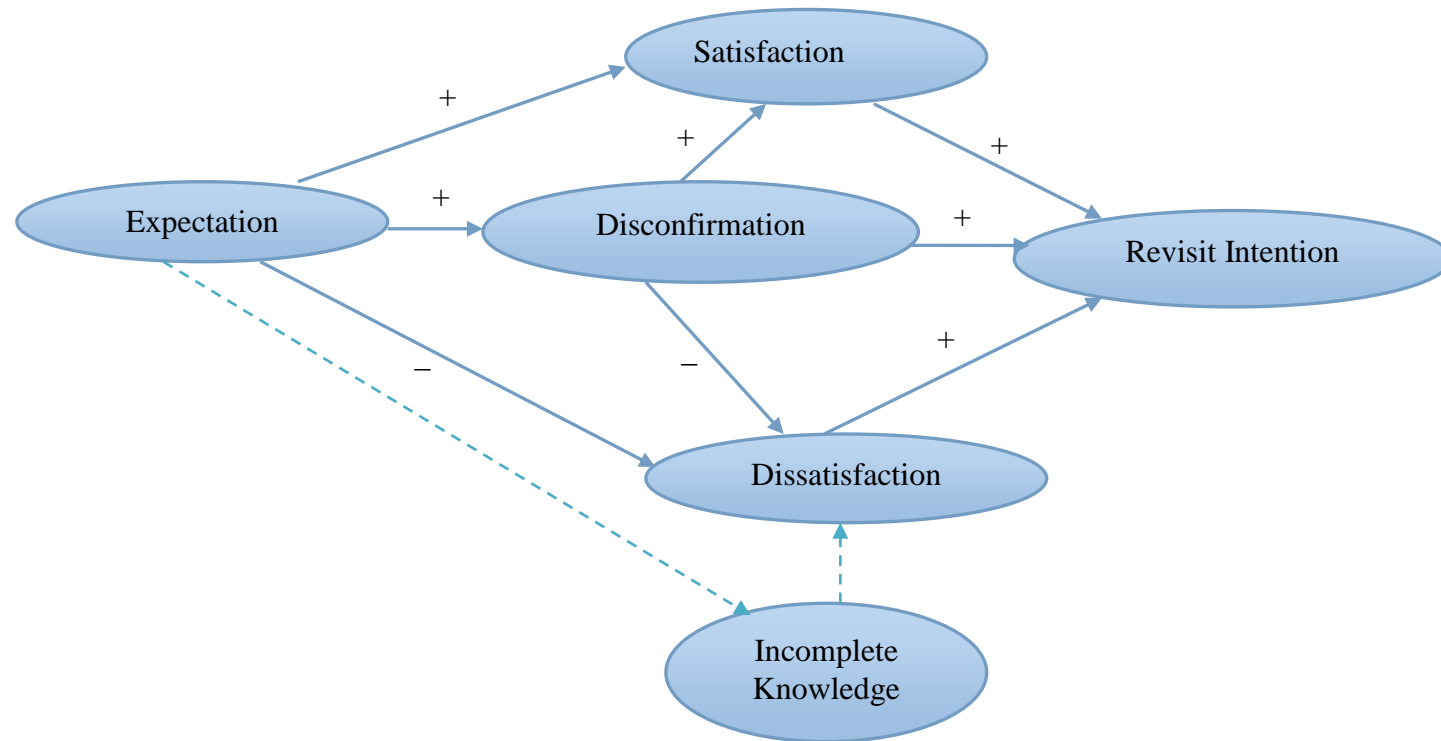 Satisfaction
+
+
+
Expectation
+
Disconfirmation
+
Revisit Intention
−
−
+
Dissatisfaction
Incomplete
Knowledge